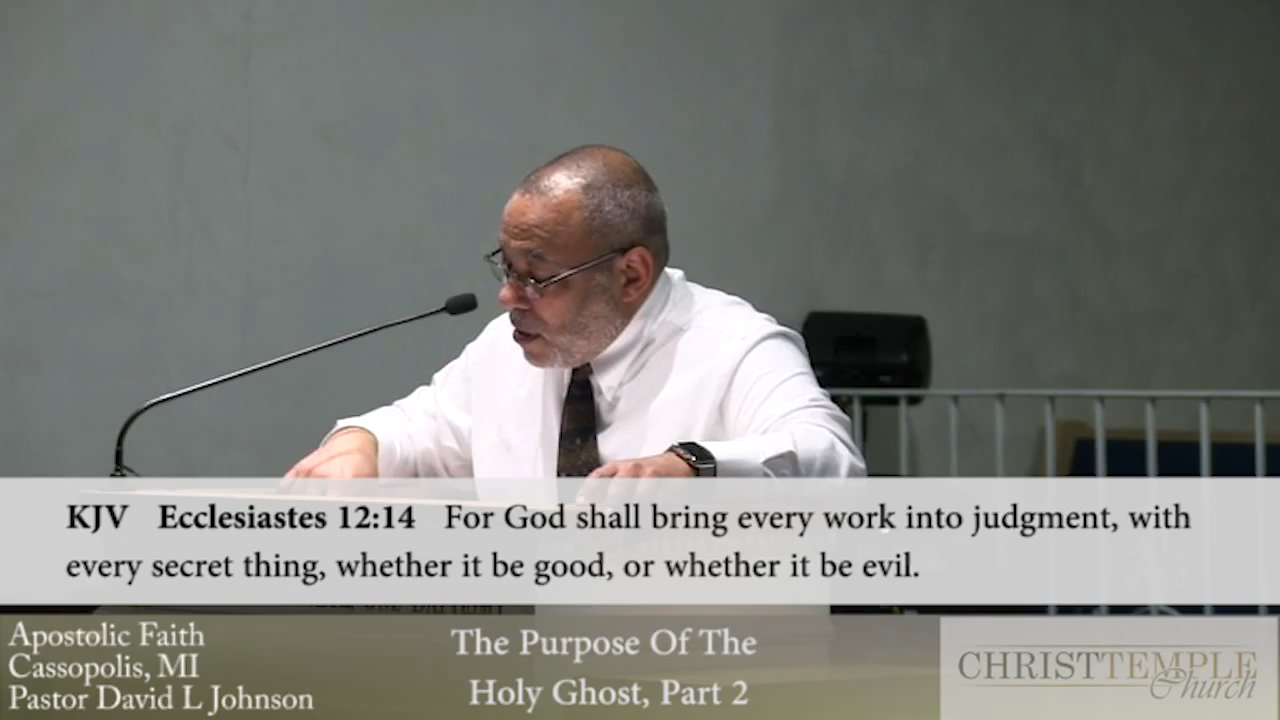 KJV Ecclesiastes 12:14 For God shall bring every work into judgment, with
every secret thing, whether it be good, or whether it be evil.
Apostolic Faith
Cassopolis, MI
Pastor David L Johnson
The Purpose Of The
Holy Ghost, Part 2
CHRISTTEMPLE
Church